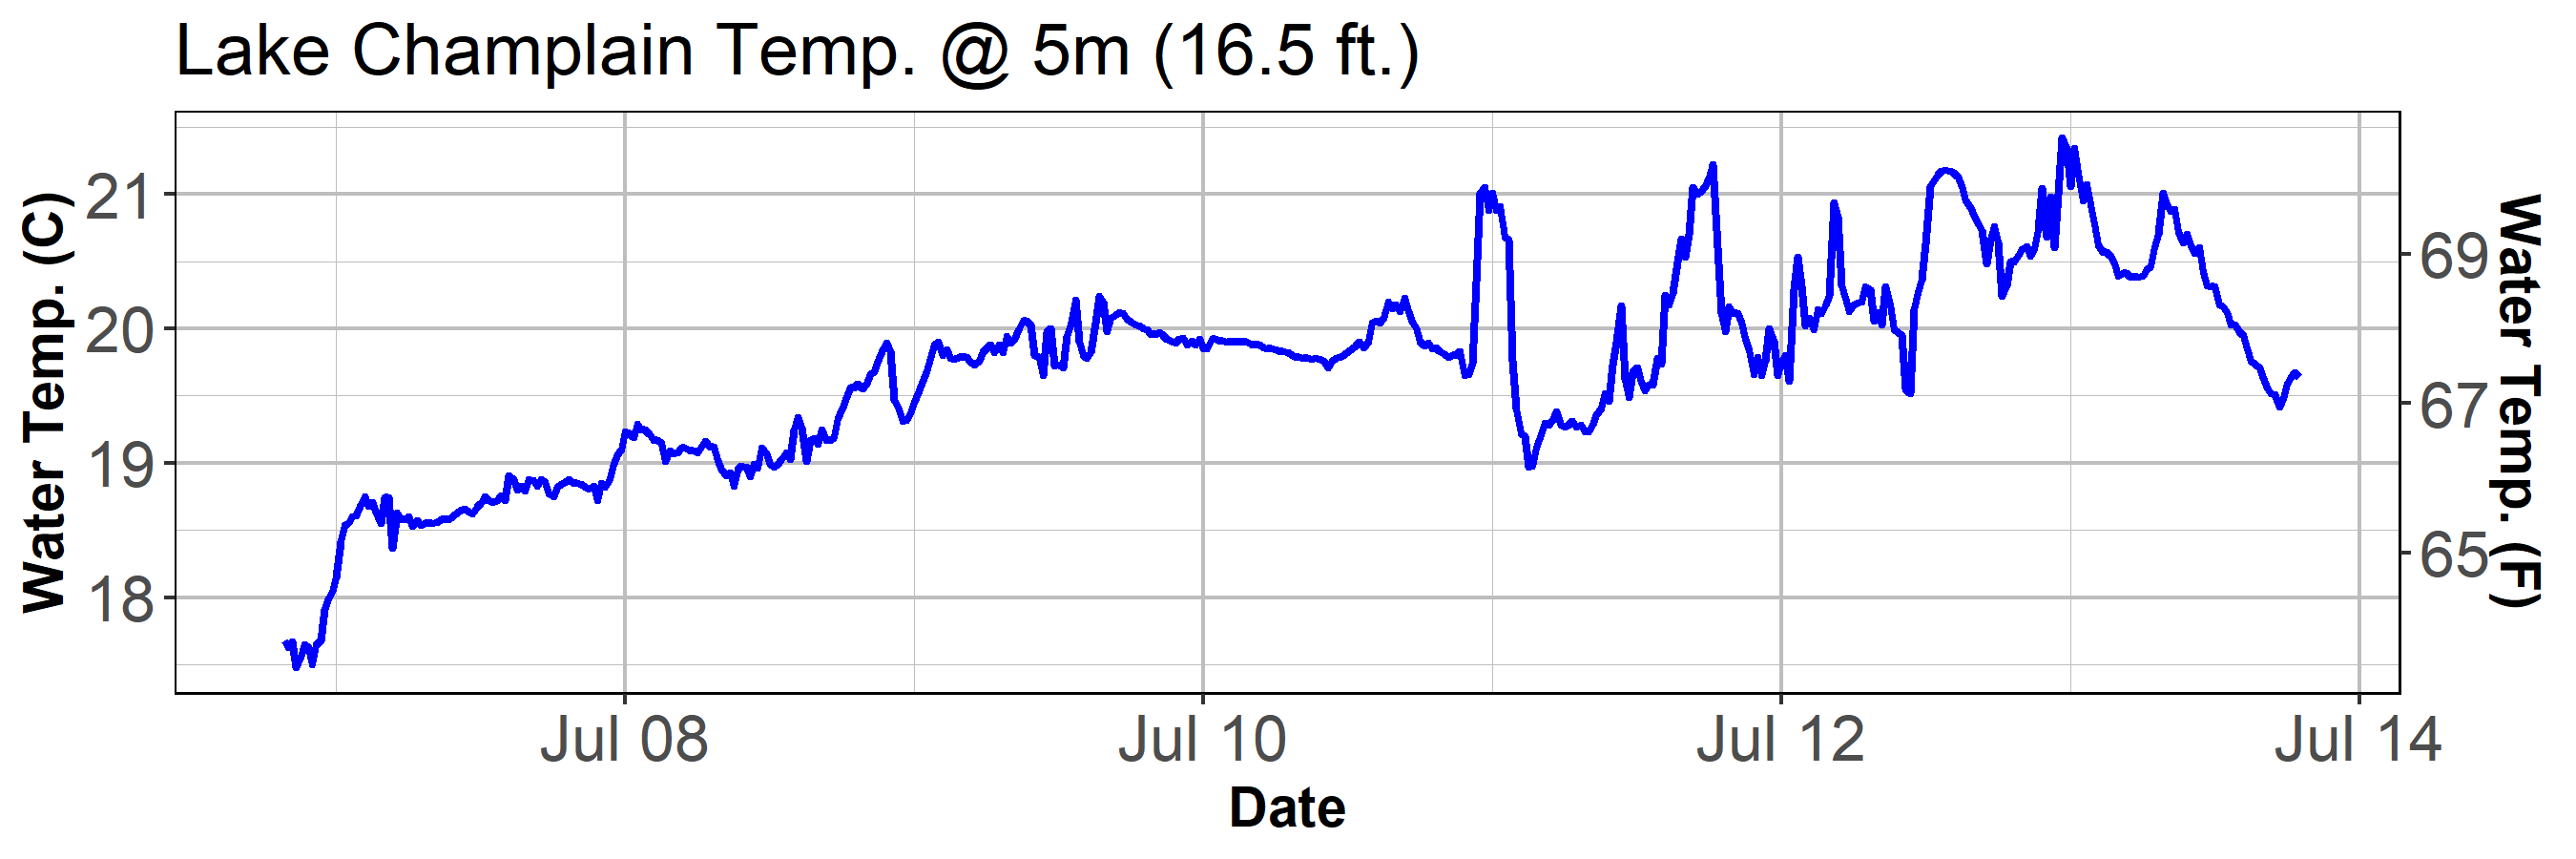 Lake Champlain Temp. @ 5m (16.5 ft.)
Water Temp. (C)
21
20
19
18
69
67
65
Water Temp. (F)
Jul 08
Jul 10
Jul 12
Jul 14
Date